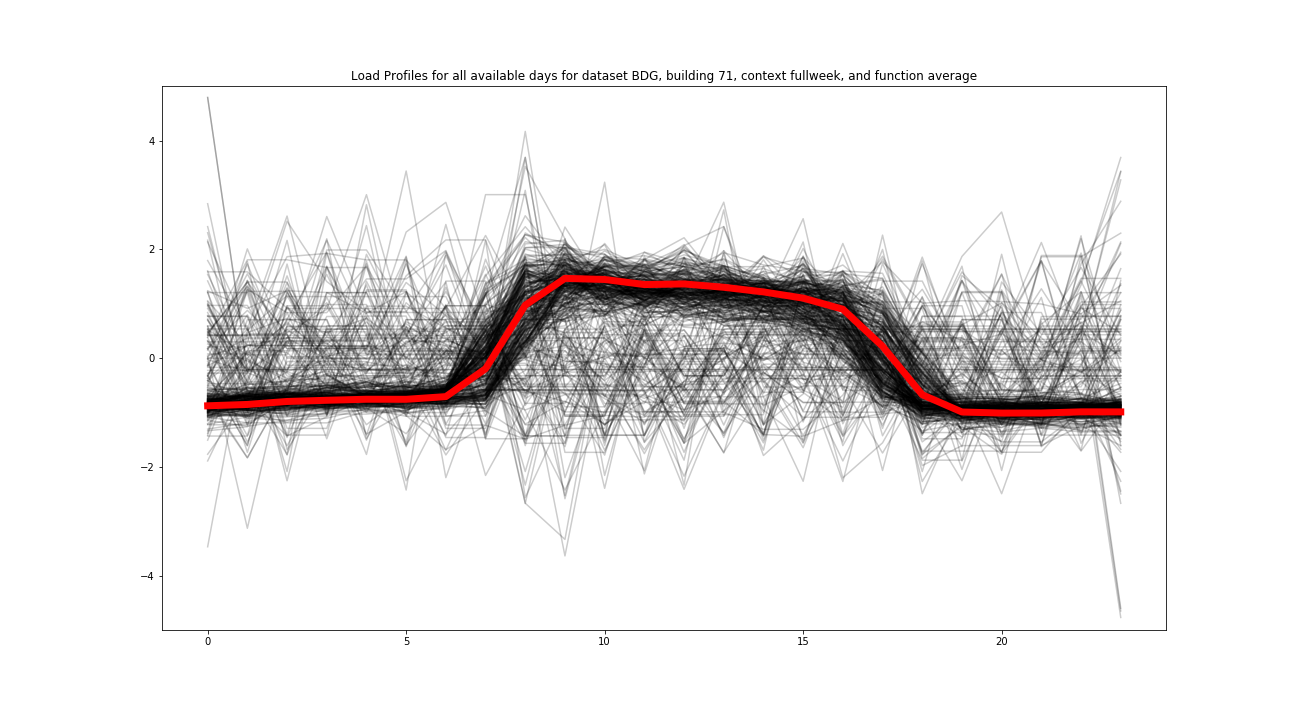 Load Profiles for all available days for dataset BDG, building 71, context fullweek, and function average
4
2
0
−2
−4
0 5 10 15 20